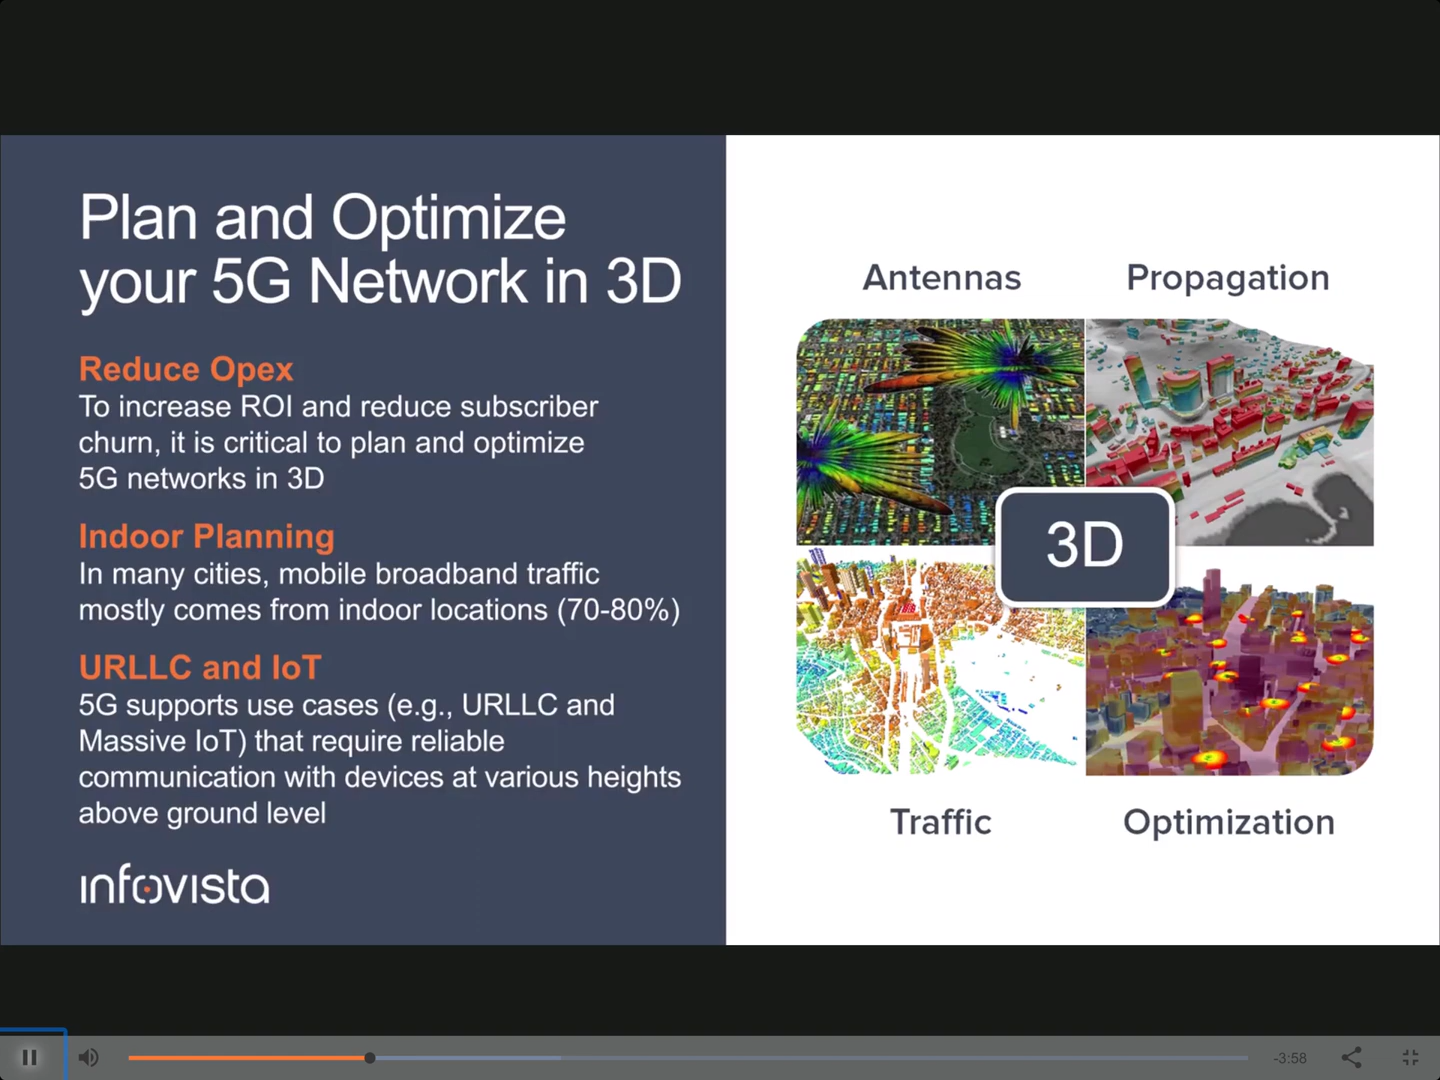 Plan and Optimize
your 5G Network in 3D
Reduce Opex
To increase ROI and reduce subscriber
churn, it is critical to plan and optimize
5G networks in 3D
Indoor Planning
In many cities, mobile broadband traffic
mostly comes from indoor locations (70-80%)
URLLC and IoT
5G supports use cases (e.g., URLLC and
Massive IoT) that require reliable
communication with devices at various heights
above ground level
infovista
Antennas
Propagation
3D
Traffic
Optimization
-3:58